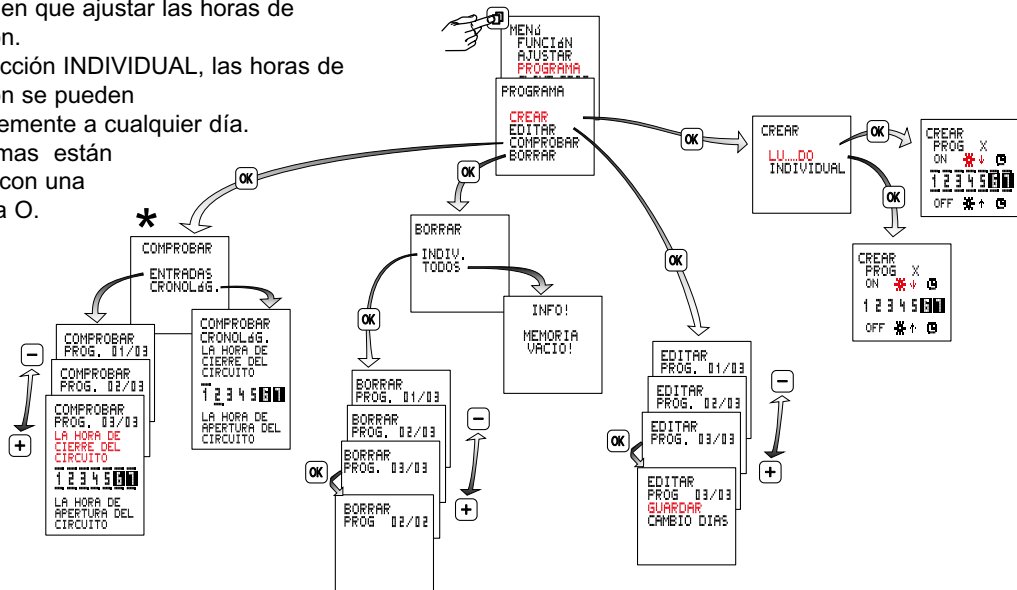 en que ajustar las horas de
ón.
cción INDIVIDUAL, las horas de
ón se pueden
emente a cualquier día.
mas están
con una
a O.
MENú
FUNCIóN
AJUSTAR
PROGRAMA
PROGRAMA
CREAR
EDITAR
COMPROBAR
BORRAR
OK
OK
OK
OK
CREAR
LU....DO
INDIVIDUAL
OK
OK
CREAR
PROG X
ON
1 2 3 4 5 6 7
OFF
CREAR
PROG X
ON
1 2 3 4 5 6 7
OFF
*
COMPROBAR
ENTRADAS
CRONOLóG.
COMPROBAR
PROG. 01/03
COMPROBAR
PROG. 02/03
COMPROBAR
PROG. 03/03
LA HORA DE
CIERRE DEL
CIRCUITO
1 2 3 4 5 6 7
LA HORA DE
APERTURA DEL
CIRCUITO
−
+
COMPROBAR
CRONOLóG.
LA HORA DE
CIERRE DEL
CIRCUITO
1 2 3 4 5 6 7
LA HORA DE
APERTURA DEL
CIRCUITO
BORRAR
INDIV.
TODOS
OK
INFO!
MEMORIA
VACIO!
BORRAR
PROG. 01/03
BORRAR
PROG. 02/03
BORRAR
PROG. 03/03
OK
BORRAR
PROG 02/02
−
+
EDITAR
PROG. 01/03
EDITAR
PROG. 02/03
EDITAR
PROG. 03/03
OK
EDITAR
PROG 03/03
GUARDAR
CAMBIO DIAS
−
+